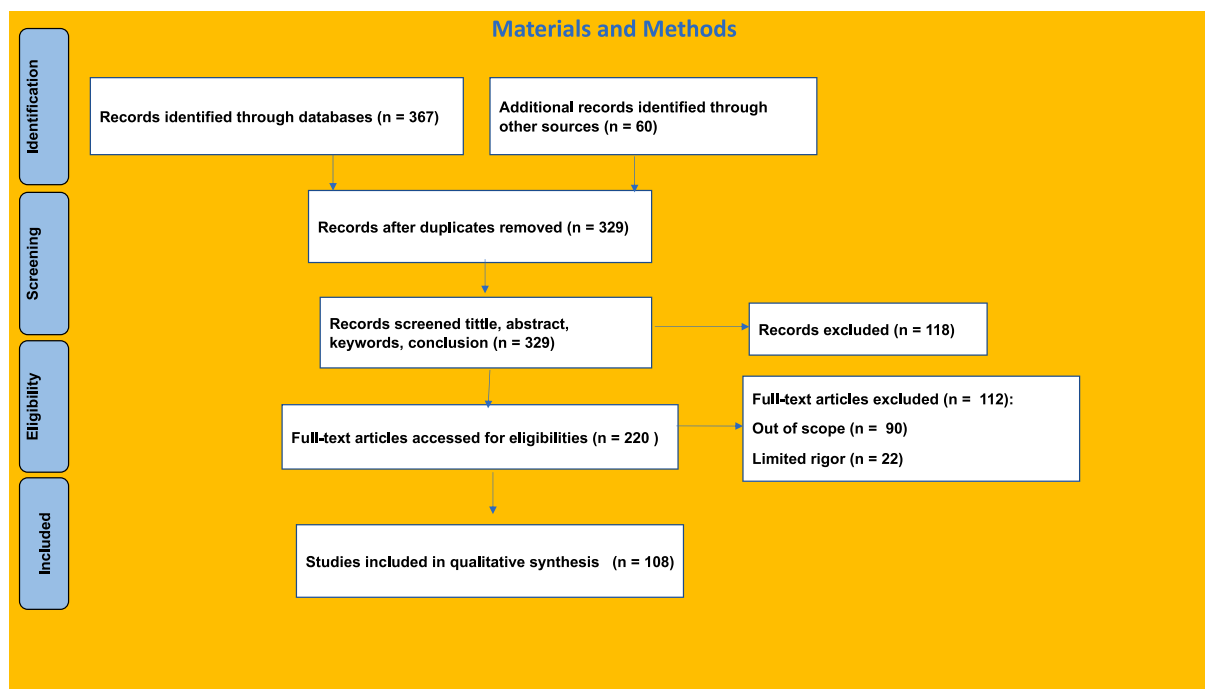 Materials and Methods
Identification
Records identified through databases (n = 367)
Additional records identified through
other sources (n = 60)
Screening
Records after duplicates removed (n = 329)
Records screened tittle, abstract,
keywords, conclusion (n = 329)
Records excluded (n = 118)
Eligibility
Full-text articles accessed for eligibilities (n = 220 )
Full-text articles excluded (n =  112):
Out of scope (n =  90)
Limited rigor (n = 22)
Included
Studies included in qualitative synthesis   (n = 108)